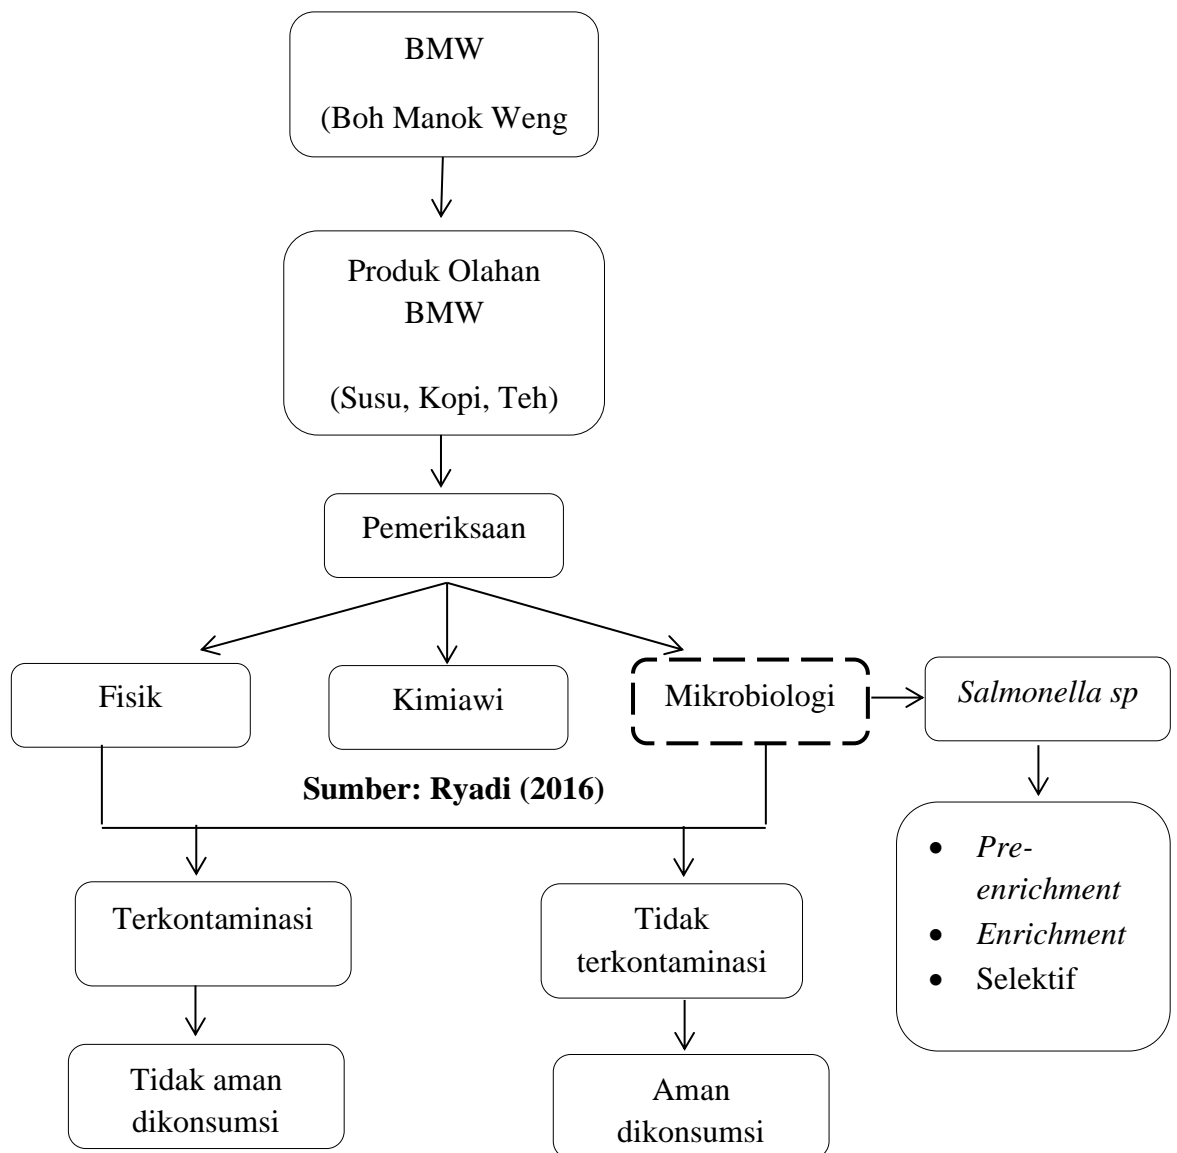 BMW
(Boh Manok Weng
Produk Olahan
BMW
(Susu, Kopi, Teh)
Pemeriksaan
Fisik
Kimiawi
Mikrobiologi
Salmonella sp
Sumber: Ryadi (2016)
• Pre-
enrichment
• Enrichment
• Selektif
Terkontaminasi
Tidak
terkontaminasi
Tidak aman
dikonsumsi
Aman
dikonsumsi